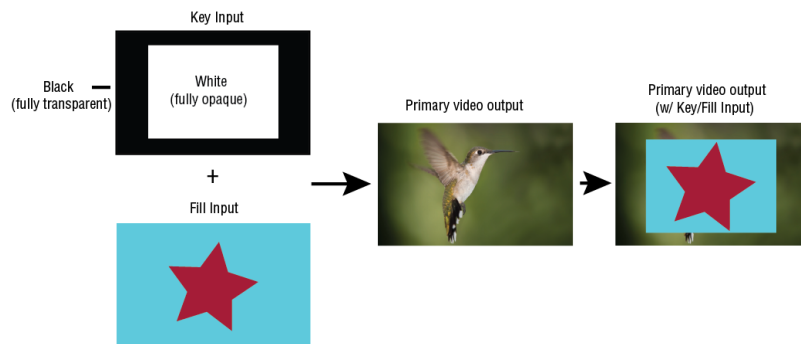 Key Input
White
(fully opaque)
Black
(fully transparent)
+
Fill Input
Primary video output
Primary video output
(w/ Key/Fill Input)